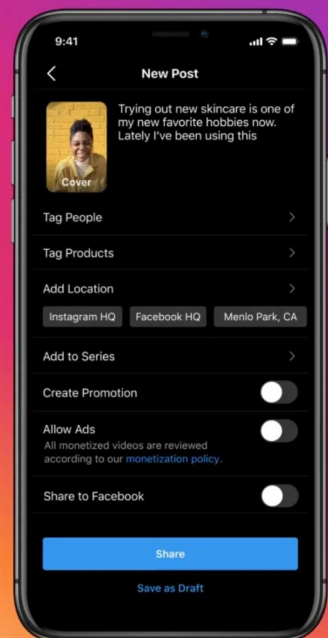 9:41
New Post
Trying out new skincare is one of
my new favorite hobbies now.
Lately I've been using this
Cover
Tag People
Tag Products
Add Location
Instagram HQ
Facebook HQ
Menlo Park, CA
Add to Series
Create Promotion
Allow Ads
All monetized videos are reviewed
according to our monetization policy.
Share to Facebook
Share
Save as Draft